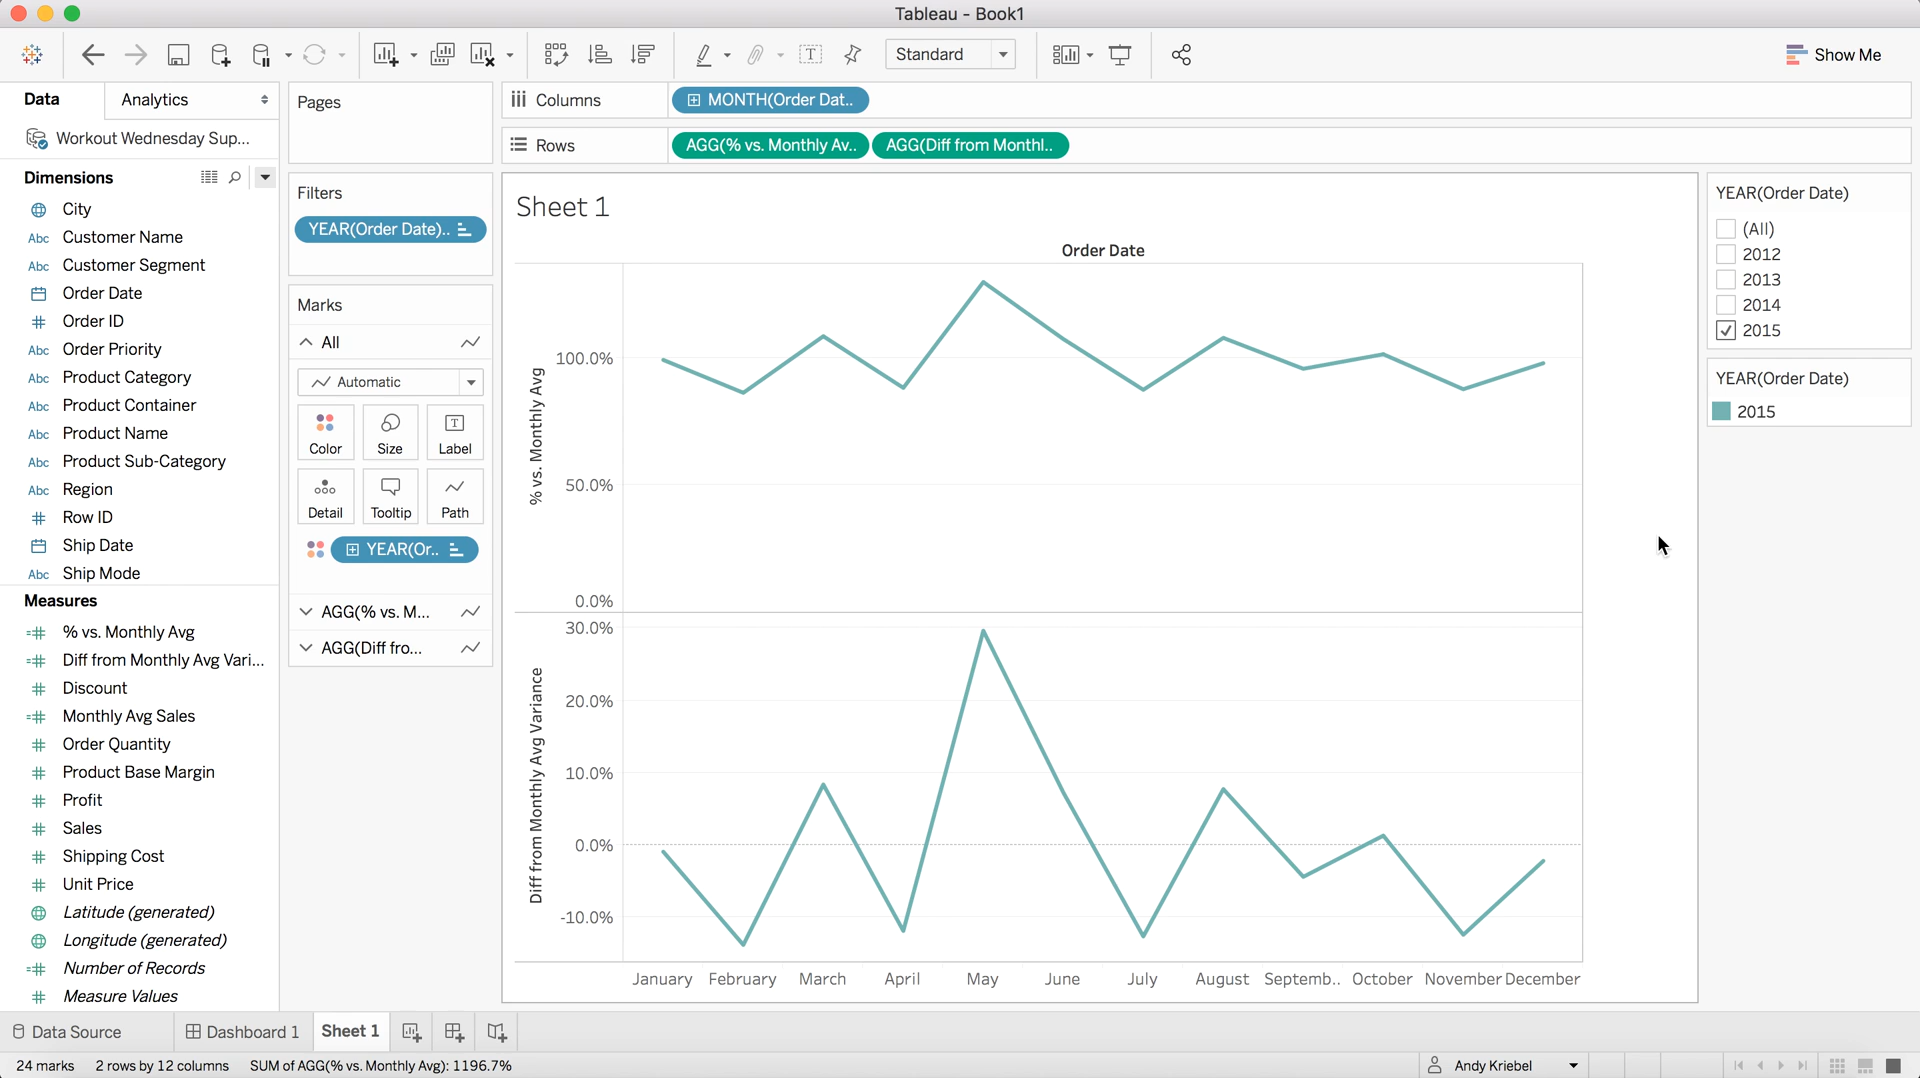 Tableau - Book1
Standard
Show Me
Data
Analytics
Workout Wednesday Sup...
Dimensions
City
Abc Customer Name
Abc Customer Segment
Order Date
Order ID
Abc Order Priority
Abc Product Category
Abc Product Container
Abc Product Name
Abc Product Sub-Category
Abc Region
Row ID
Ship Date
Abc Ship Mode
Measures
% vs. Monthly Avg
Diff from Monthly Avg Vari...
Discount
Monthly Avg Sales
Order Quantity
Product Base Margin
Profit
Sales
Shipping Cost
Unit Price
Latitude (generated)
Longitude (generated)
Number of Records
Measure Values
Pages
Filters
YEAR(Order Date)..
Marks
All
Automatic
Color Size Label
Detail Tooltip Path
YEAR(Or..
AGG(% vs. M...
AGG(Diff fro...
Columns
MONTH(Order Dat..
Rows
AGG(% vs. Monthly Av..
AGG(Diff from Monthl..
Sheet 1
Order Date
% vs. Monthly Avg
100.0%
50.0%
0.0%
Diff from Monthly Avg Variance
30.0%
20.0%
10.0%
0.0%
-10.0%
January February March April May June July August Septemb.. October November December
YEAR(Order Date)
(All)
2012
2013
2014
2015
YEAR(Order Date)
2015
Data Source
Dashboard 1
Sheet 1
24 marks 2 rows by 12 columns SUM of AGG(% vs. Monthly Avg): 1196.7%
Andy Kriebel